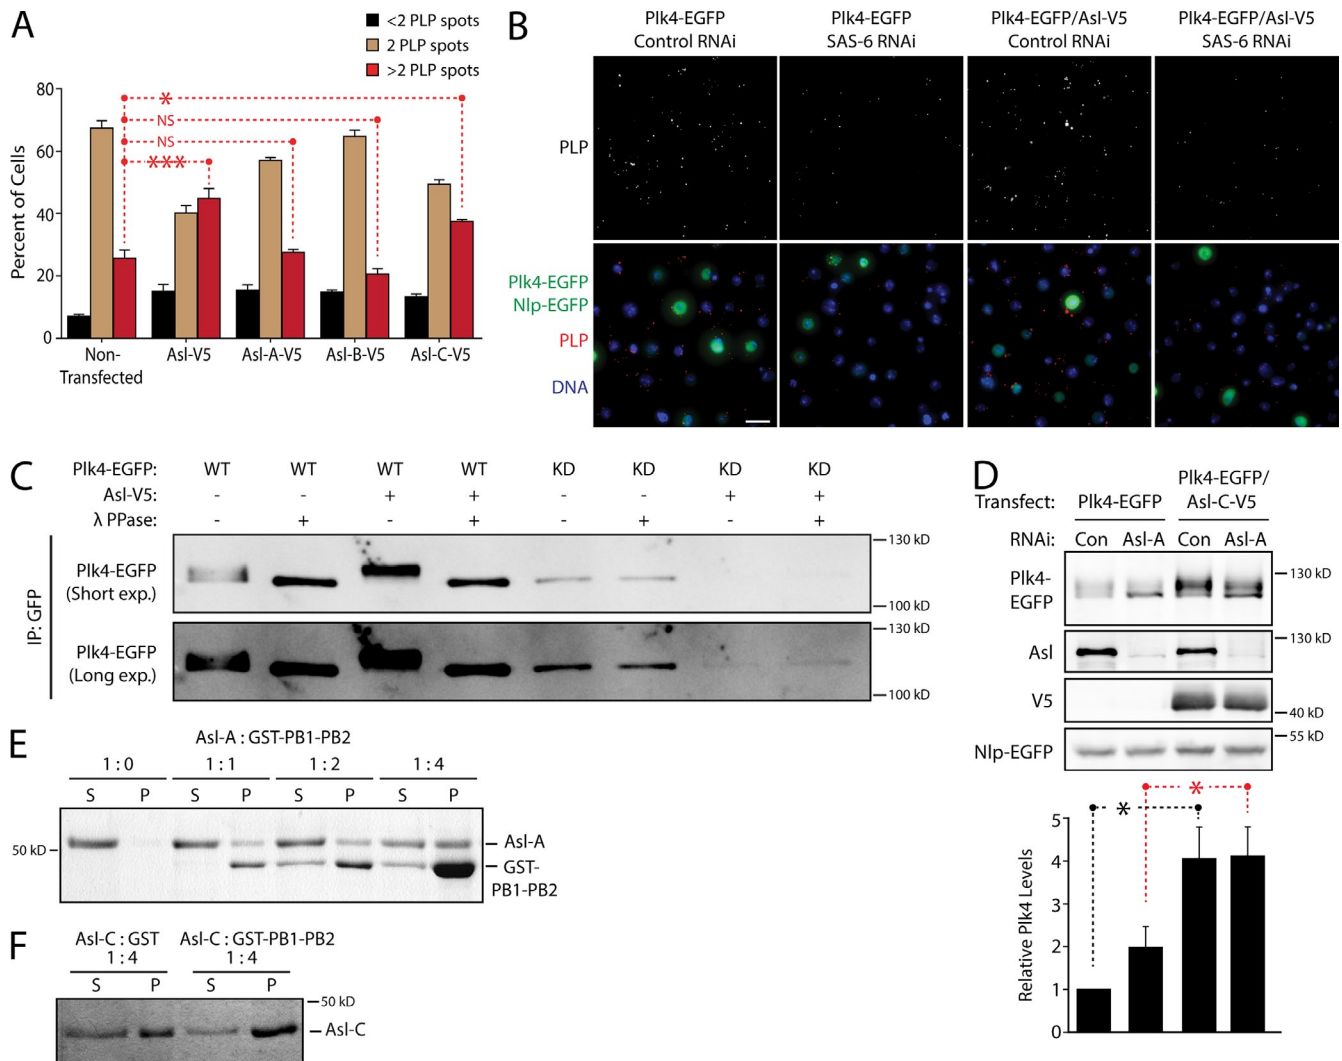 A
<2 PLP spots
2 PLP spots
>2 PLP spots
Percent of Cells
80
60
40
20
0
*
NS
NS
***
Non-
Transfected
Asl-V5
Asl-A-V5
Asl-B-V5
Asl-C-V5
B
Plk4-EGFP
Control RNAi
Plk4-EGFP
SAS-6 RNAi
Plk4-EGFP/Asl-V5
Control RNAi
Plk4-EGFP/Asl-V5
SAS-6 RNAi
PLP
Plk4-EGFP
Nlp-EGFP
PLP
DNA
C
Plk4-EGFP: WT WT WT WT KD KD KD KD
Asl-V5: - - + + - - + +
λ PPase: - + - + - + - +
IP: GFP
Plk4-EGFP
(Short exp.)
130 kD
100 kD
Plk4-EGFP
(Long exp.)
130 kD
100 kD
D
Transfect: Plk4-EGFP
Plk4-EGFP/
Asl-C-V5
RNAi: Con Asl-A Con Asl-A
Plk4-
EGFP
130 kD
Asl
130 kD
V5
40 kD
Nlp-EGFP
55 kD
*
*
Relative Plk4 Levels
5
4
4
2
1
0
E
Asl-A : GST-PB1-PB2
1 : 0 1 : 1 1 : 2 1 : 4
S P S P S P S P
50 kD
Asl-A
GST-
PB1-PB2
F
Asl-C : GST
1 : 4
Asl-C : GST-PB1-PB2
1 : 4
S P S P
50 kD
Asl-C